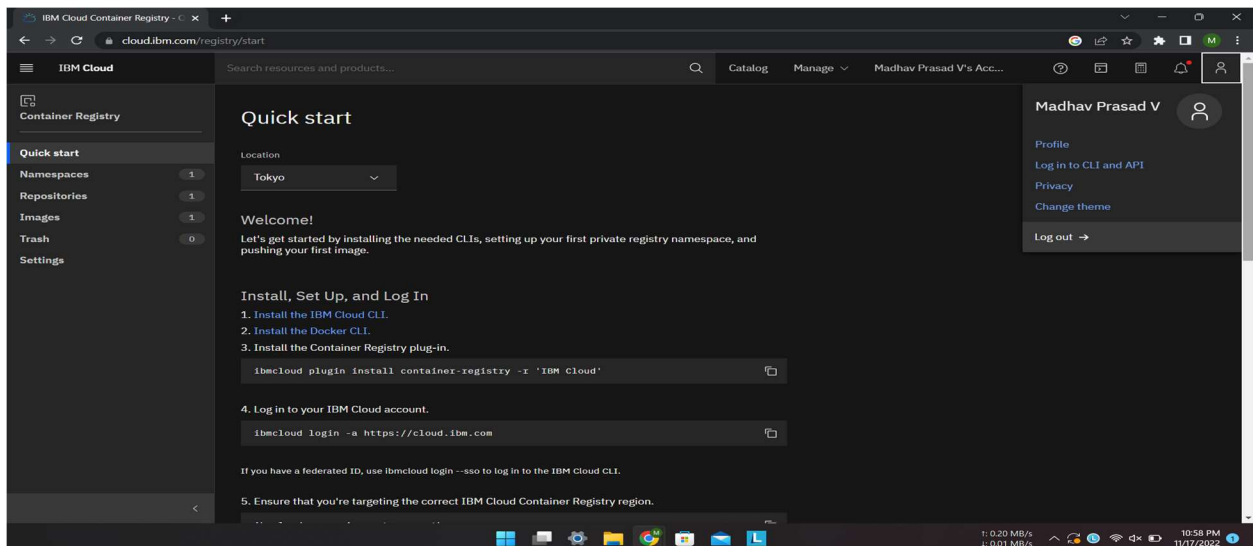 IBM Cloud Container Registry - C
cloud.ibm.com/registry/start
M
IBM Cloud
Search resources and products...
Catalog
Manage
Madhav Prasad V's Acc...
Container Registry
Quick start
Namespaces 1
Repositories 1
Images 1
Trash 0
Settings
Quick start
Location
Tokyo
Welcome!
Let's get started by installing the needed CLIs, setting up your first private registry namespace, and
pushing your first image.
Install, Set Up, and Log In
1. Install the IBM Cloud CLI.
2. Install the Docker CLI.
3. Install the Container Registry plug-in.
ibmcloud plugin install container-registry -r 'IBM Cloud'
4. Log in to your IBM Cloud account.
ibmcloud login -a https://cloud.ibm.com
If you have a federated ID, use ibmcloud login --sso to log in to the IBM Cloud CLI.
5. Ensure that you're targeting the correct IBM Cloud Container Registry region.
Madhav Prasad V
Profile
Log in to CLI and API
Privacy
Change theme
Log out →
L
↑: 0.20 MB/s
↓: 0.01 MB/s
10:58 PM
11/17/2022
1